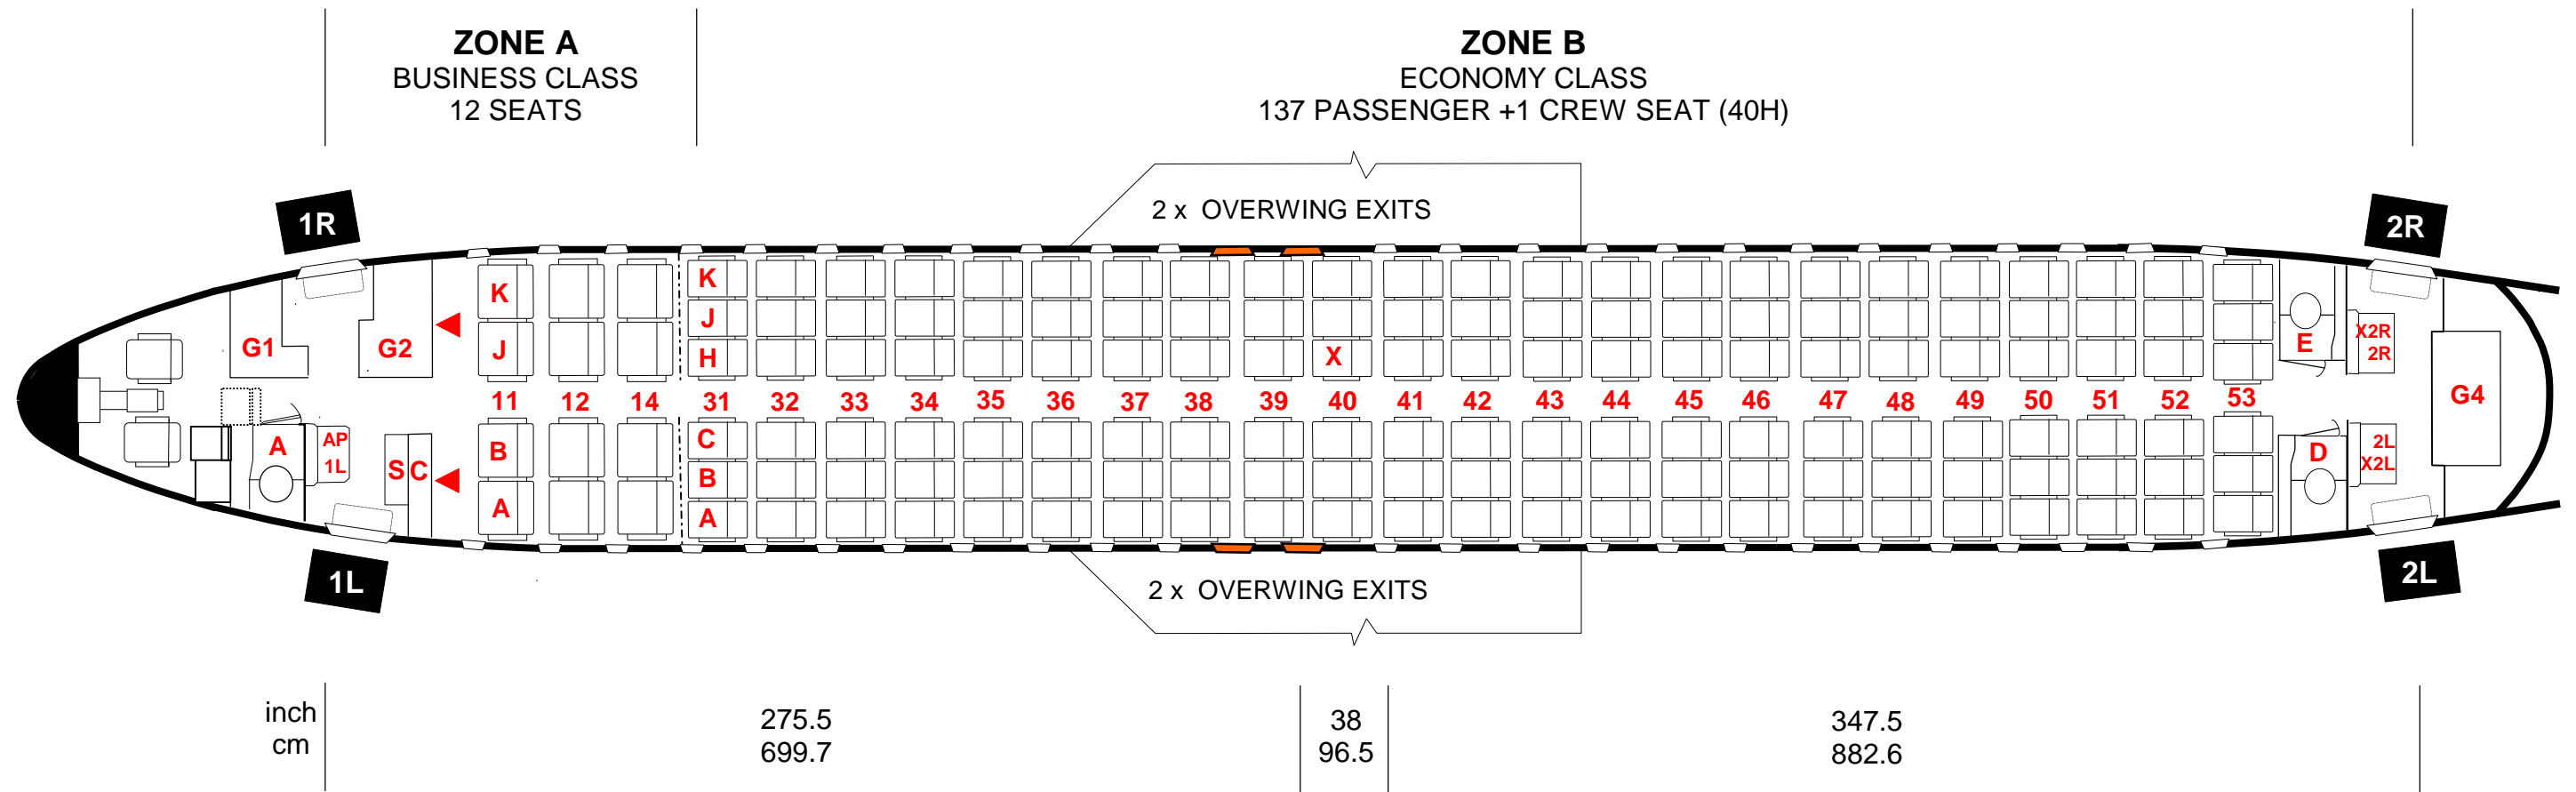 ZONE A
BUSINESS CLASS
12 SEATS
ZONE B
ECONOMY CLASS
137 PASSENGER +1 CREW SEAT (40H)
1R
2 x OVERWING EXITS
2R
K
J
K
J
H
X
G1
G2
E
X2R
2R
11 12 14 31 32 33 34 35 36 37 38 39 40 41 42 43 44 45 46 47 48 49 50 51 52 53
G4
A
AP
1L
S C
B
A
C
B
A
D
2L
X2L
1L
2 x OVERWING EXITS
2L
inch 275.5 38 347.5
cm 699.7 96.5 882.6